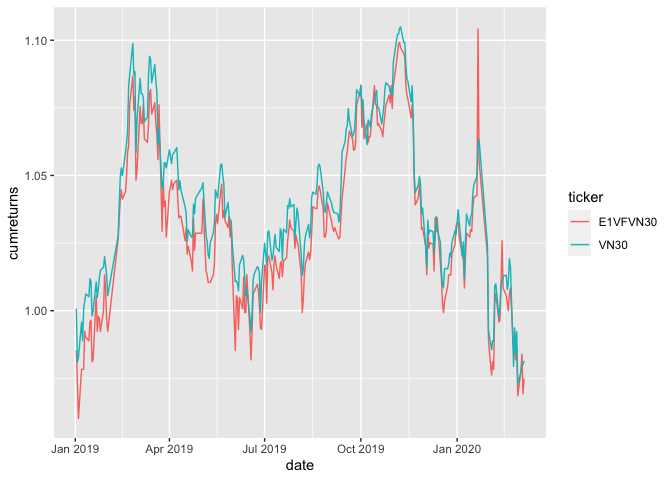 1.10
1.05
1.00
cumreturns
Jan 2019
Apr 2019
Jul 2019
Oct 2019
Jan 2020
date
ticker
E1VFVN30
VN30